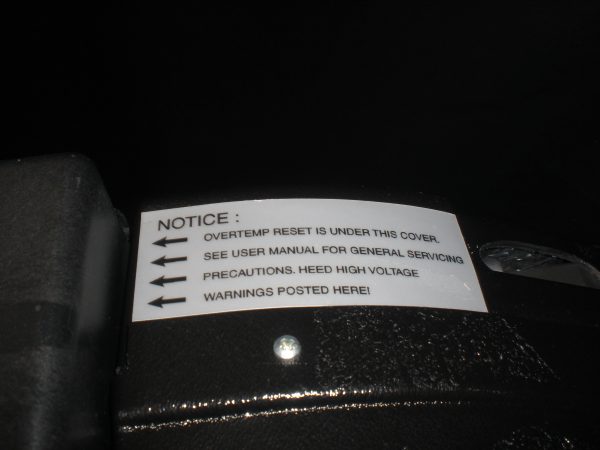 NOTICE :
OVERTEMP RESET IS UNDER THIS COVER.
SEE USER MANUAL FOR GENERAL SERVICING
PRECAUTIONS. HEED HIGH VOLTAGE
WARNINGS POSTED HERE!